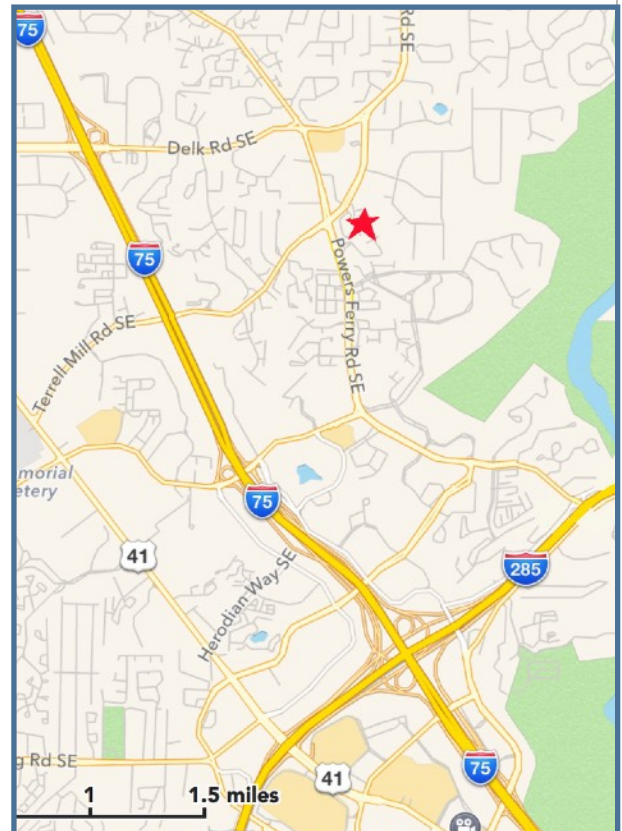 75
Rd SE
Delk Rd SE
75
Powers Ferry Rd SE
Terrell Mill Rd SE
morial
etery
75
41
285
Herodian Way SE
g Rd SE
41
75
1
1.5 miles